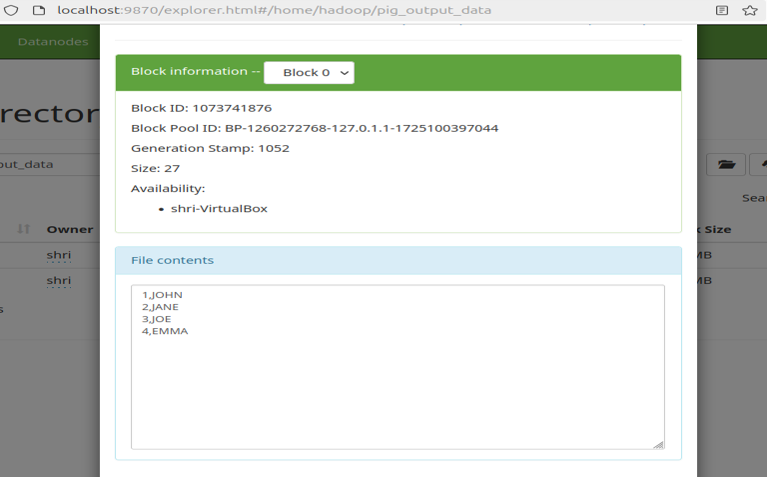 localhost:9870/explorer.html#/home/hadoop/pig_output_data
Datanodes
Block information -- Block 0
rector
Block ID: 1073741876
Block Pool ID: BP-1260272768-127.0.1.1-1725100397044
Generation Stamp: 1052
out_data
Size: 27
Availability:
Sea
shri-VirtualBox
Owner
k Size
shri
MB
File contents
shri
MB
1,JOHN
2,JANE
3,JOE
4,EMMA
s